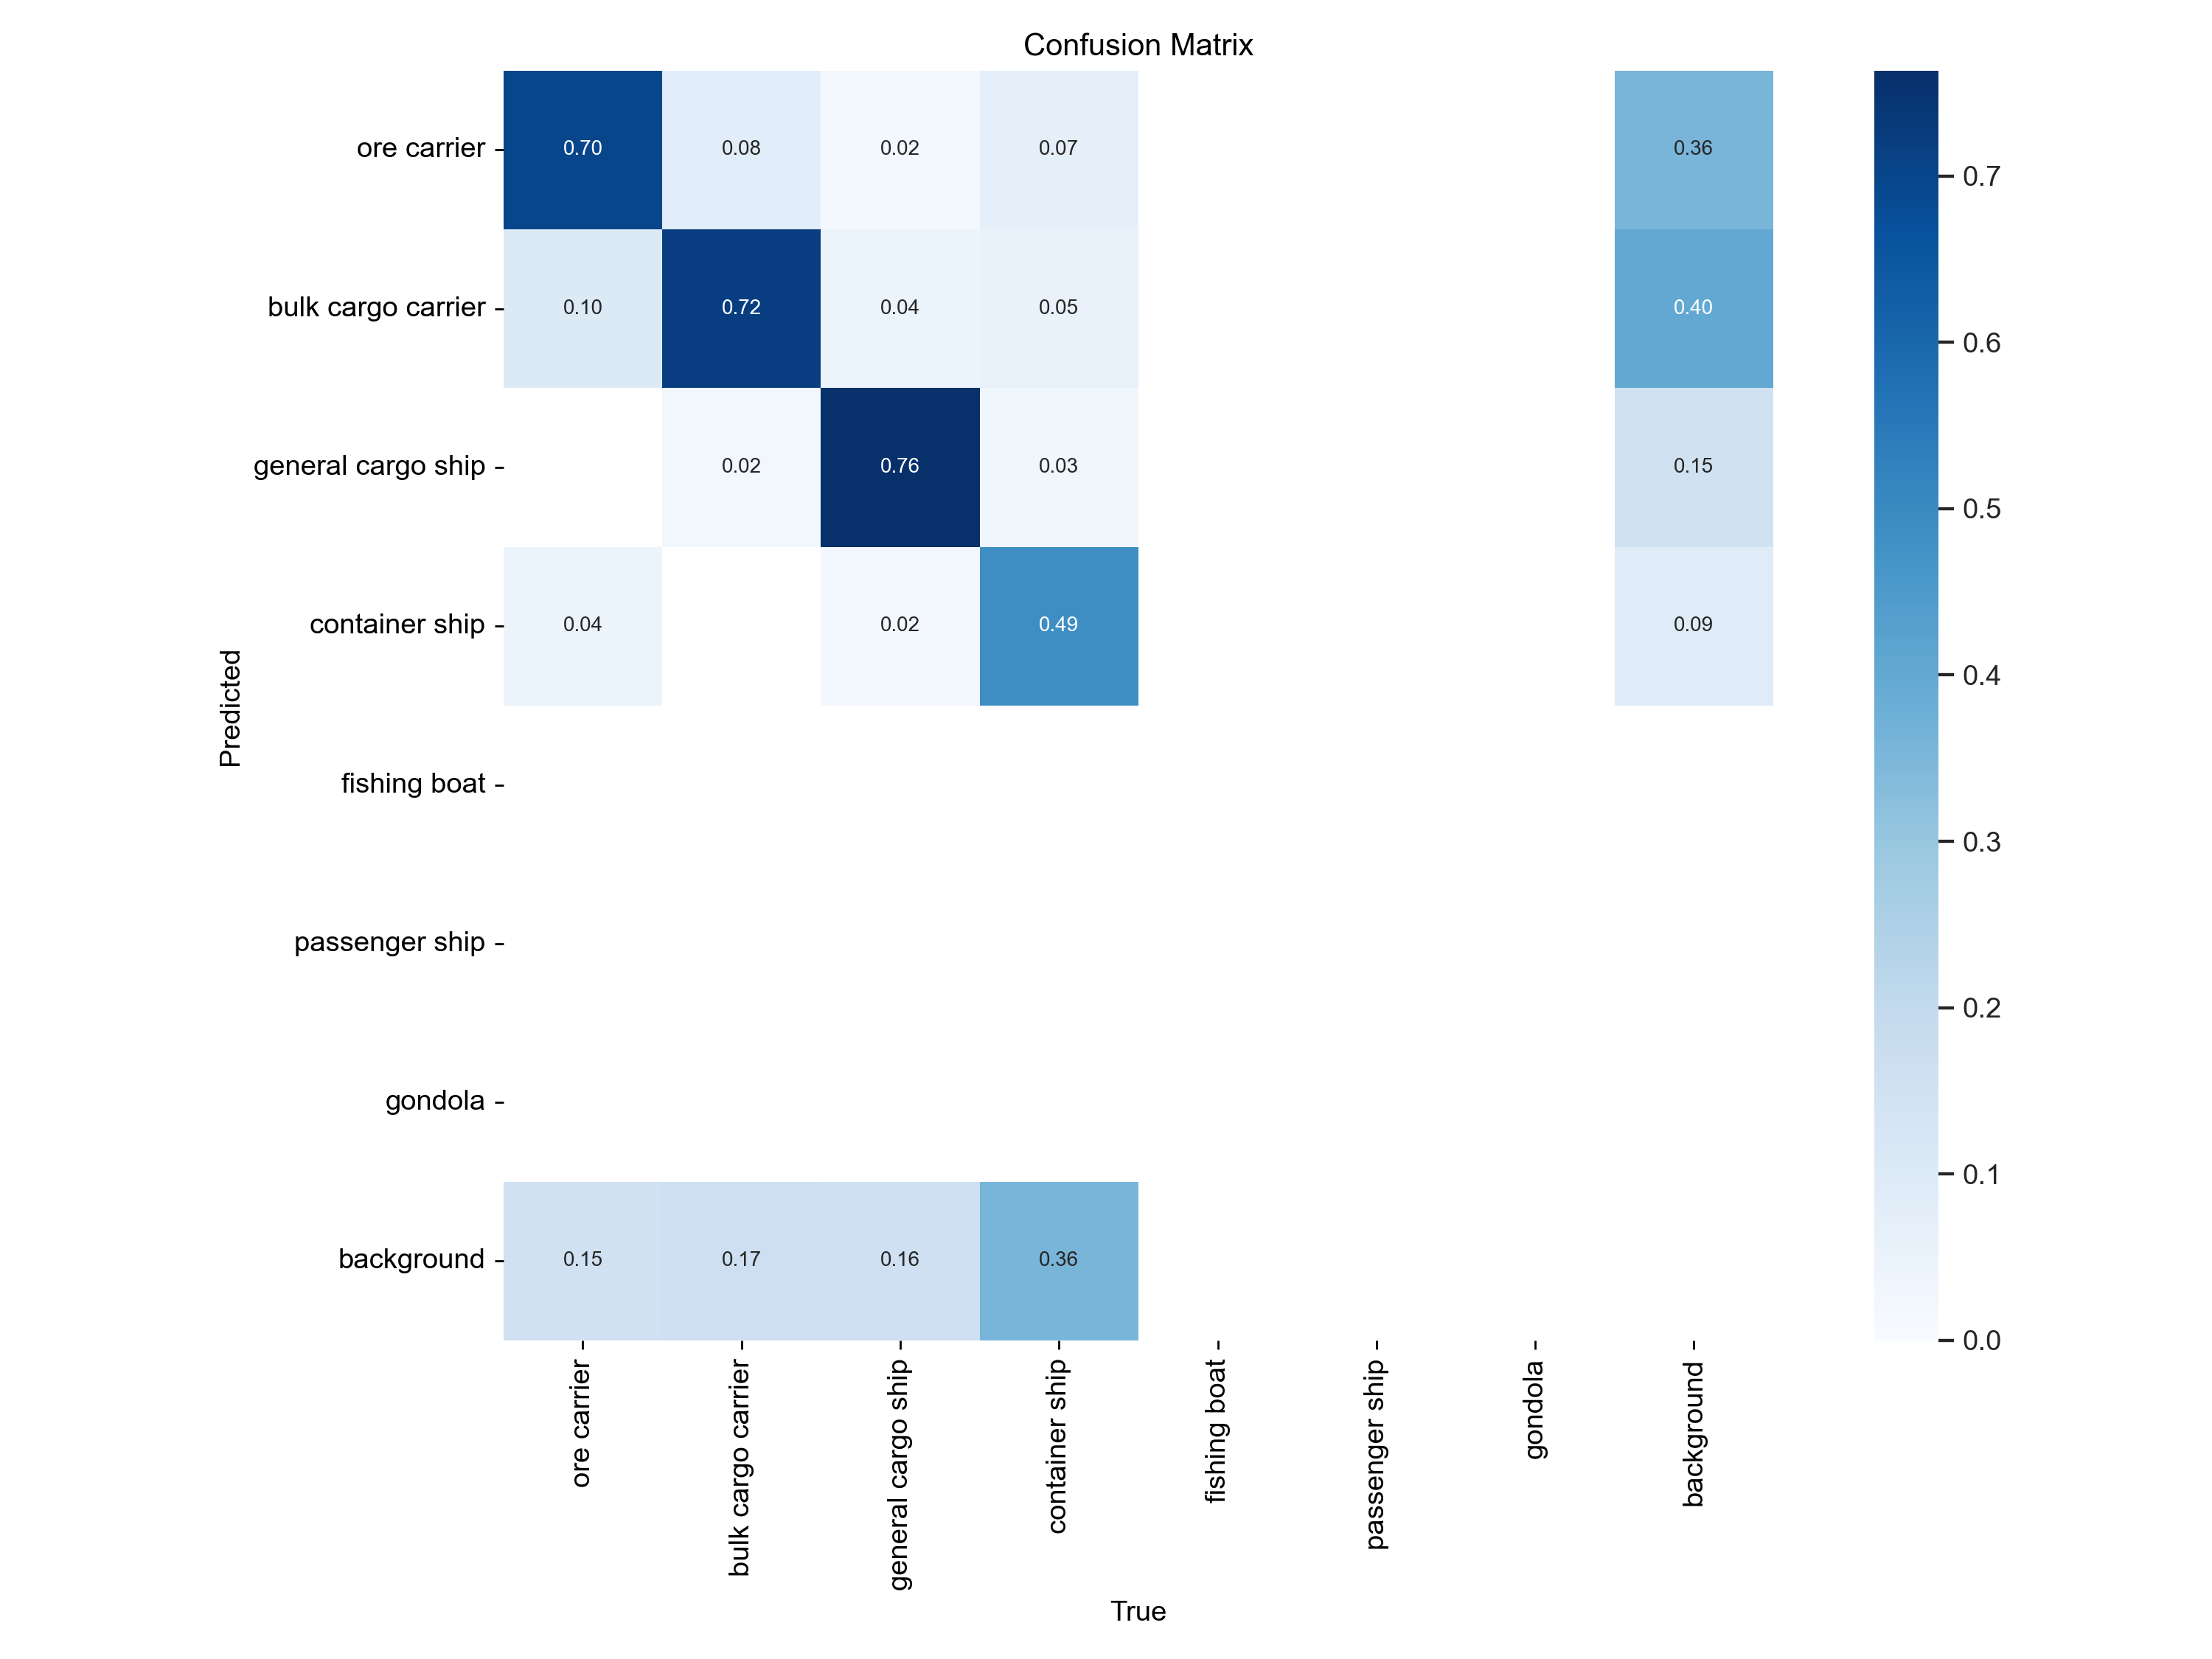 Confusion Matrix
ore carrier 0.70 0.08 0.02 0.07 0.36
bulk cargo carrier 0.10 0.72 0.04 0.05 0.40
general cargo ship 0.02 0.76 0.03 0.15
container ship 0.04 0.02 0.49 0.09
fishing boat
passenger ship
gondola
background 0.15 0.17 0.16 0.36
Predicted
ore carrier
bulk cargo carrier
general cargo ship
container ship
fishing boat
passenger ship
gondola
background
True
0.7
0.6
0.5
0.4
0.3
0.2
0.1
0.0